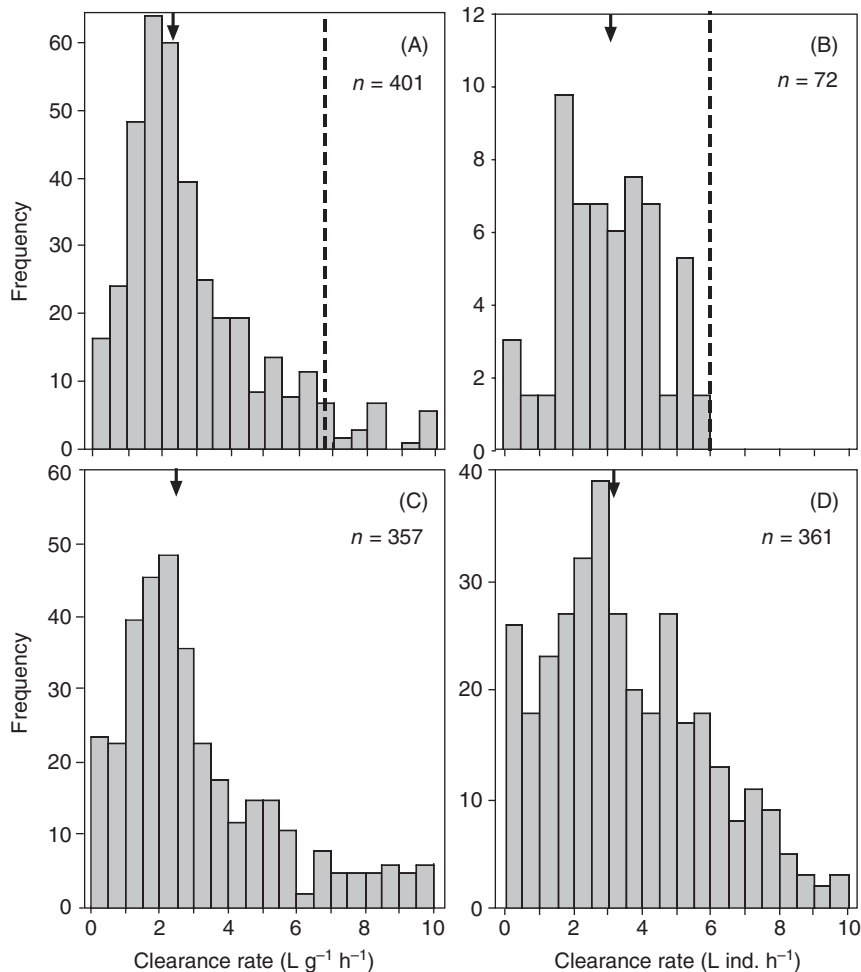 60
50
40
30
20
10
0
Frequency
(A)
n = 401
12
10
8
6
4
2
0
(B)
n = 72
60
50
40
30
20
10
0
Frequency
(C)
n = 357
0 2 4 6 8 10
Clearance rate (L g⁻¹ h⁻¹)
40
30
20
10
0
(D)
n = 361
0 2 4 6 8 10
Clearance rate (L ind. h⁻¹)